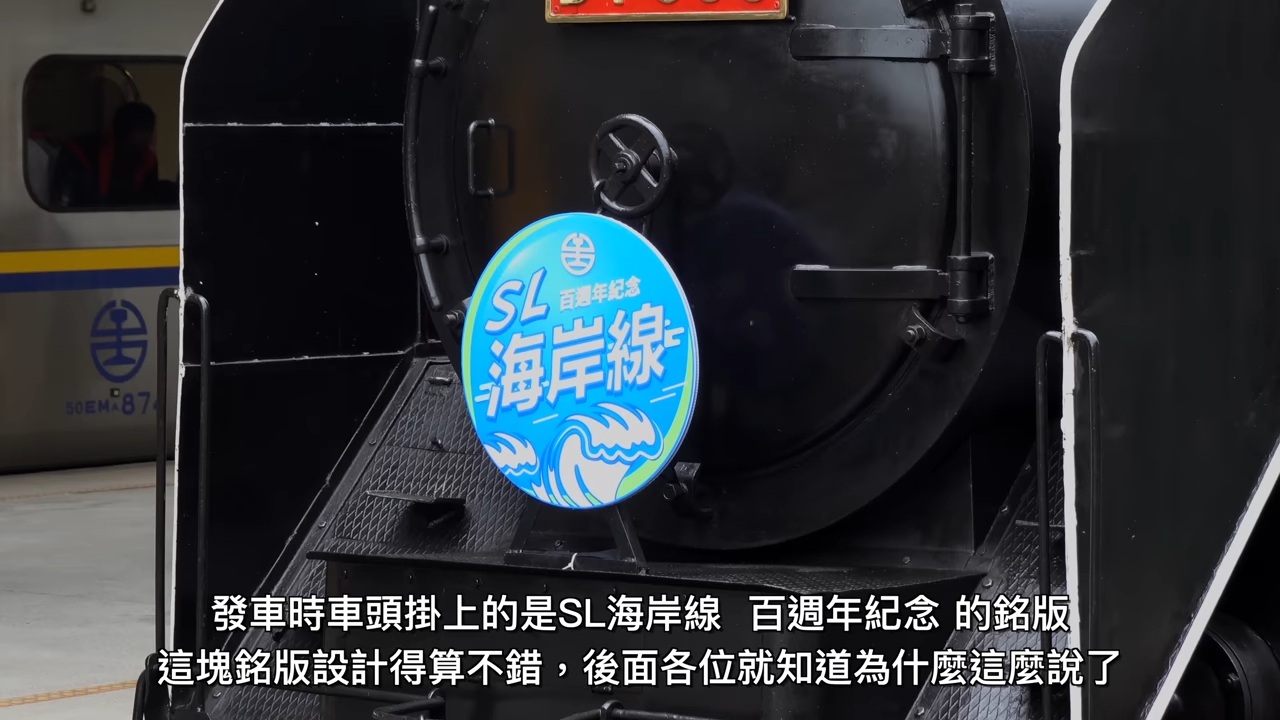 SL 百週年紀念
海岸線
50EMA 874
發車時車頭掛上的是SL海岸線 百週年紀念 的銘版
這塊銘版設計得算不錯，後面各位就知道為什麼這麼說了